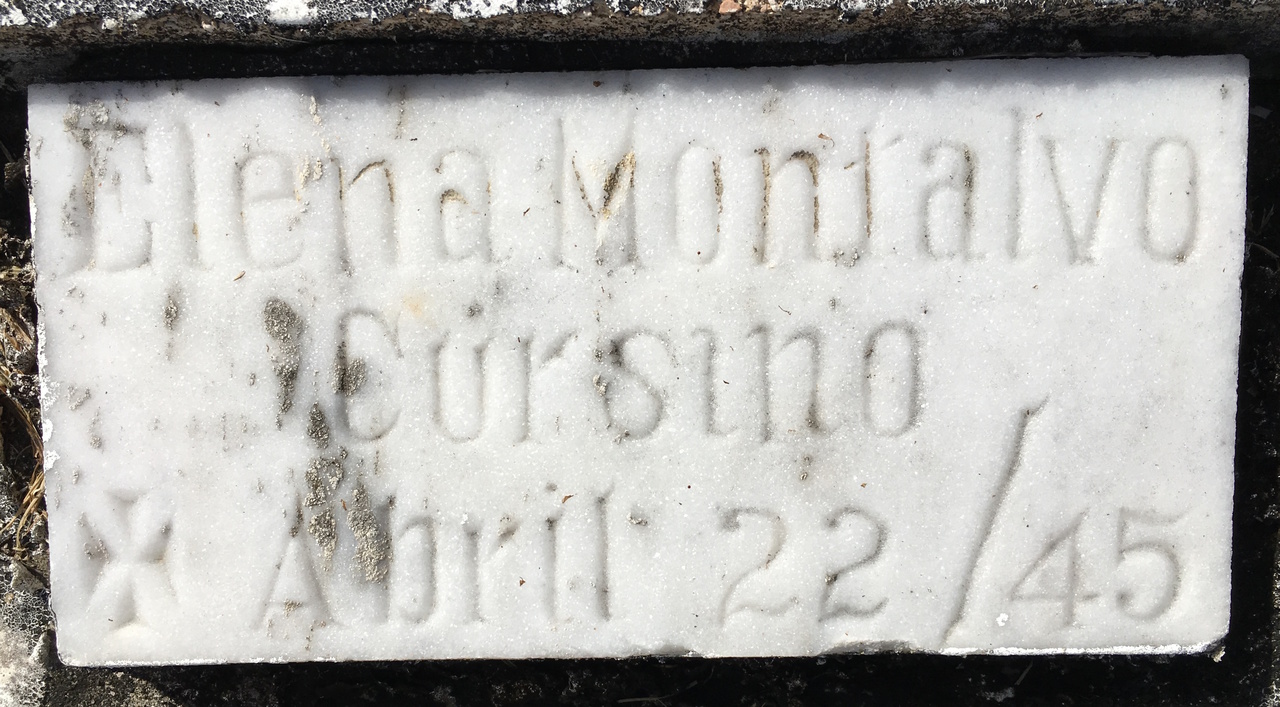 Elena Montalvo
Cursino
✠ Abril 22/45